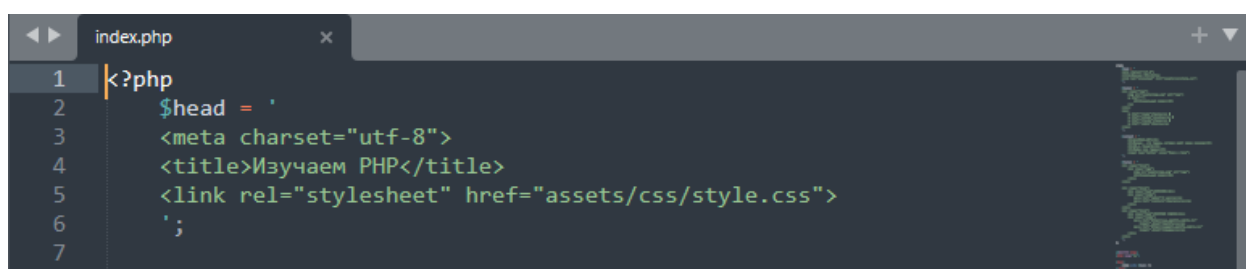 index.php
1 <?php
2 $head = '
3 <meta charset="utf-8">
4 <title>Изучаем PHP</title>
5 <link rel="stylesheet" href="assets/css/style.css">
6 ';
7